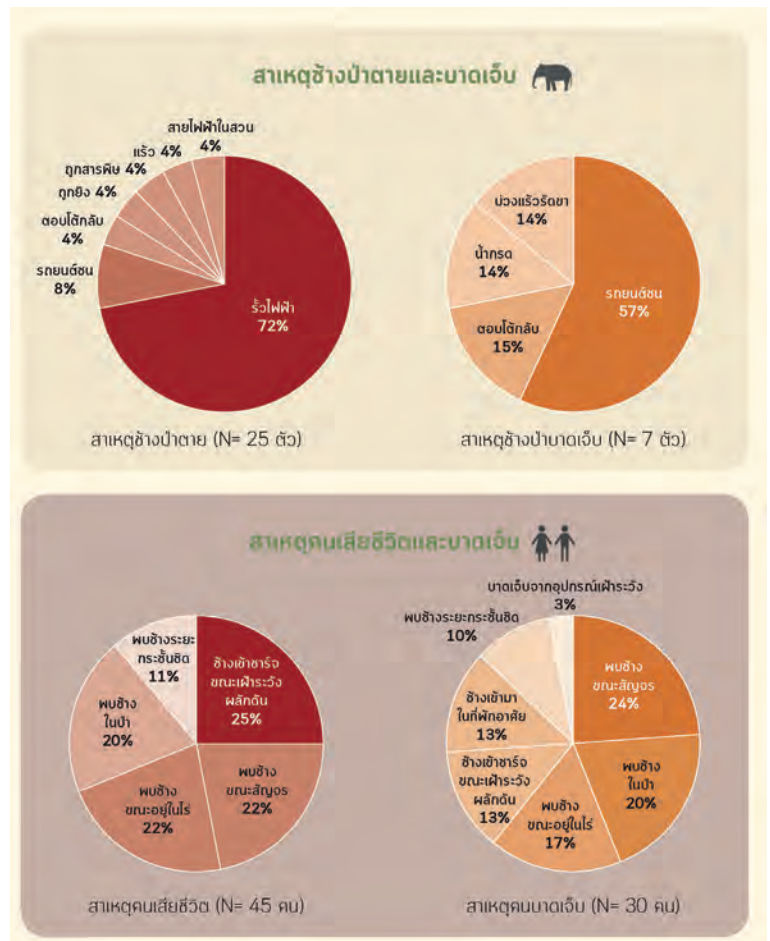 สาเหตุช้างป่าตายและบาดเจ็บ
สายไฟฟ้าในสวน
4%
แร้ว 4%
ถูกสารพิษ 4%
ถูกยิง 4%
ตอบโต้กลับ
4%
รถยนต์ชน
8%
รั้วไฟฟ้า
72%
สาเหตุช้างป่าตาย (N= 25 ตัว)
บ่วงแร้วรัดขา
14%
น้ำกรด
14%
ตอบโต้กลับ
15%
รถยนต์ชน
57%
สาเหตุช้างป่าบาดเจ็บ (N= 7 ตัว)
สาเหตุคนเสียชีวิตและบาดเจ็บ
พบช้างระยะ
กระชั้นชิด
11%
ช้างเข้าชาร์จ
ขณะเฝ้าระวัง
ผลักดัน
25%
พบช้าง
ในป่า
20%
พบช้าง
ขณะอยู่ในไร่
22%
พบช้าง
ขณะสัญจร
22%
สาเหตุคนเสียชีวิต (N= 45 คน)
บาดเจ็บจากอุปกรณ์เฝ้าระวัง
3%
พบช้างระยะกระชั้นชิด
10%
พบช้าง
ขณะสัญจร
24%
ช้างเข้ามา
ในที่พักอาศัย
13%
ช้างเข้าชาร์จ
ขณะเฝ้าระวัง
ผลักดัน
13%
พบช้าง
ขณะอยู่ในไร่
17%
พบช้าง
ในป่า
20%
สาเหตุคนบาดเจ็บ (N= 30 คน)